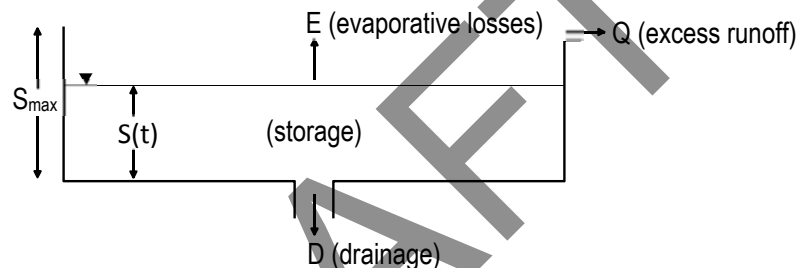 E (evaporative losses)
Q (excess runoff)
Smax
S(t)
(storage)
D (drainage)